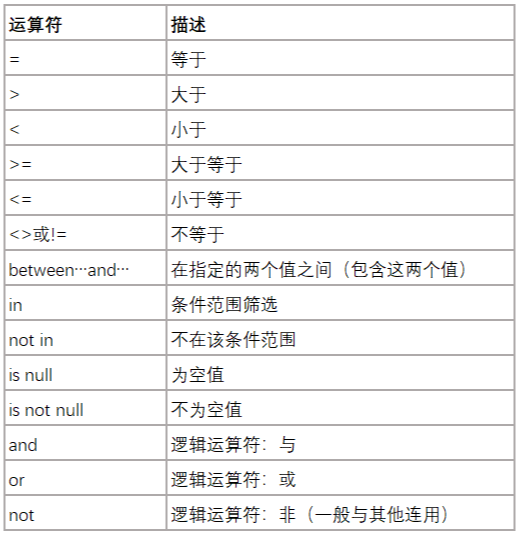 运算符 描述
= 等于
> 大于
< 小于
>= 大于等于
<= 小于等于
<>或!= 不等于
between…and… 在指定的两个值之间（包含这两个值）
in 条件范围筛选
not in 不在该条件范围
is null 为空值
is not null 不为空值
and 逻辑运算符：与
or 逻辑运算符：或
not 逻辑运算符：非（一般与其他连用）